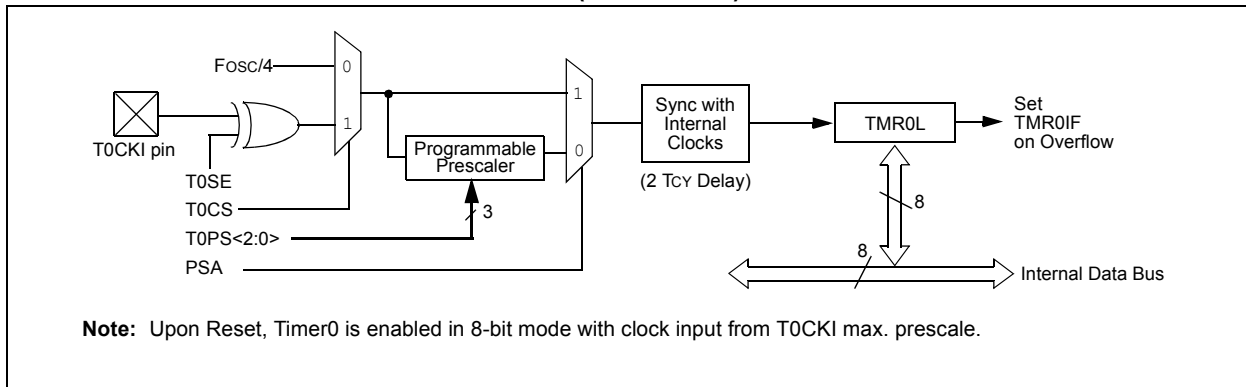 FOSC/4
0
1
T0CKI pin
T0SE
T0CS
T0PS<2:0>
PSA
Programmable
Prescaler
3
1
0
Sync with
Internal
Clocks
(2 TCY Delay)
TMR0L
Set
TMR0IF
on Overflow
8
8
Internal Data Bus
Note: Upon Reset, Timer0 is enabled in 8-bit mode with clock input from T0CKI max. prescale.